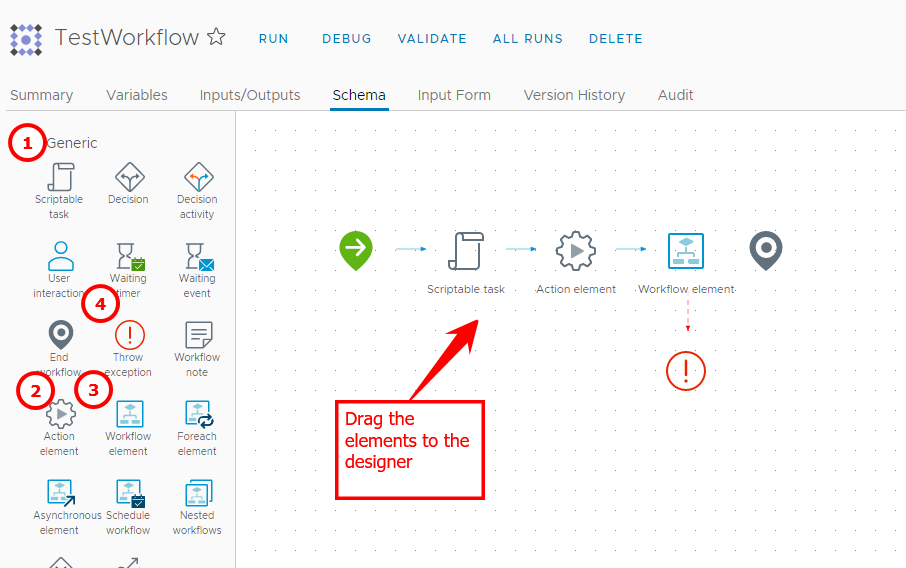 TestWorkflow RUN DEBUG VALIDATE ALL RUNS DELETE
Summary Variables Inputs/Outputs Schema Input Form Version History Audit
1 Generic
Scriptable Decision Decision
task activity
User Waiting Waiting
interaction timer event
4
End Throw Workflow
workflow exception note
2 3
Action Workflow Foreach
element element element
Asynchronous Schedule Nested
element workflow workflows
Scriptable task Action element Workflow element
Drag the
elements to the
designer